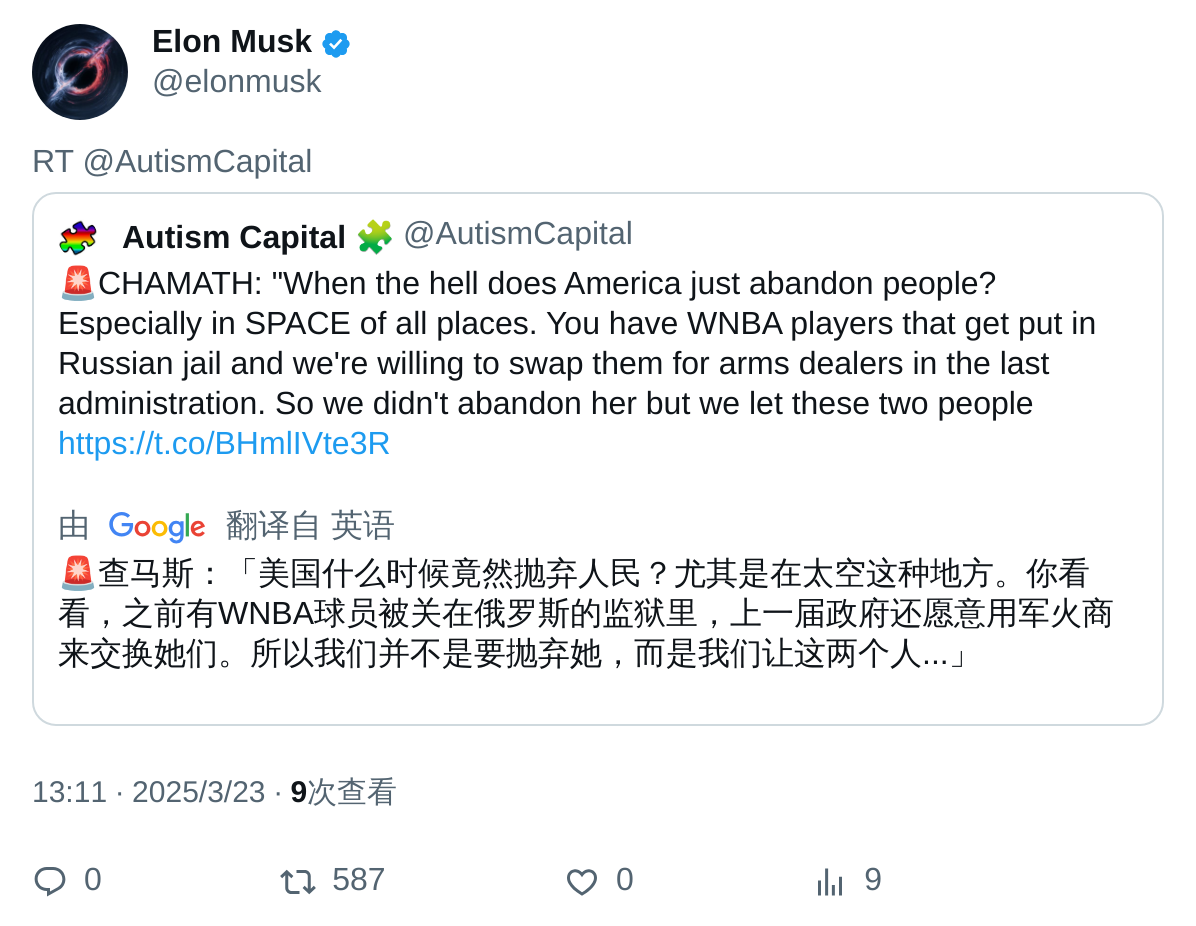 Elon Musk
@elonmusk
RT @AutismCapital
Autism Capital 🧩 @AutismCapital
🚨CHAMATH: "When the hell does America just abandon people?
Especially in SPACE of all places. You have WNBA players that get put in
Russian jail and we're willing to swap them for arms dealers in the last
administration. So we didn't abandon her but we let these two people
https://t.co/BHmlIVte3R
由 Google 翻译自 英语
🚨查马斯：「美国什么时候竟然抛弃人民？尤其是在太空这种地方。你看
看，之前有WNBA球员被关在俄罗斯的监狱里，上一届政府还愿意用军火商
来交换她们。所以我们并不是要抛弃她，而是我们让这两个人...」
13:11 · 2025/3/23 · 9次查看
0 587 0 9